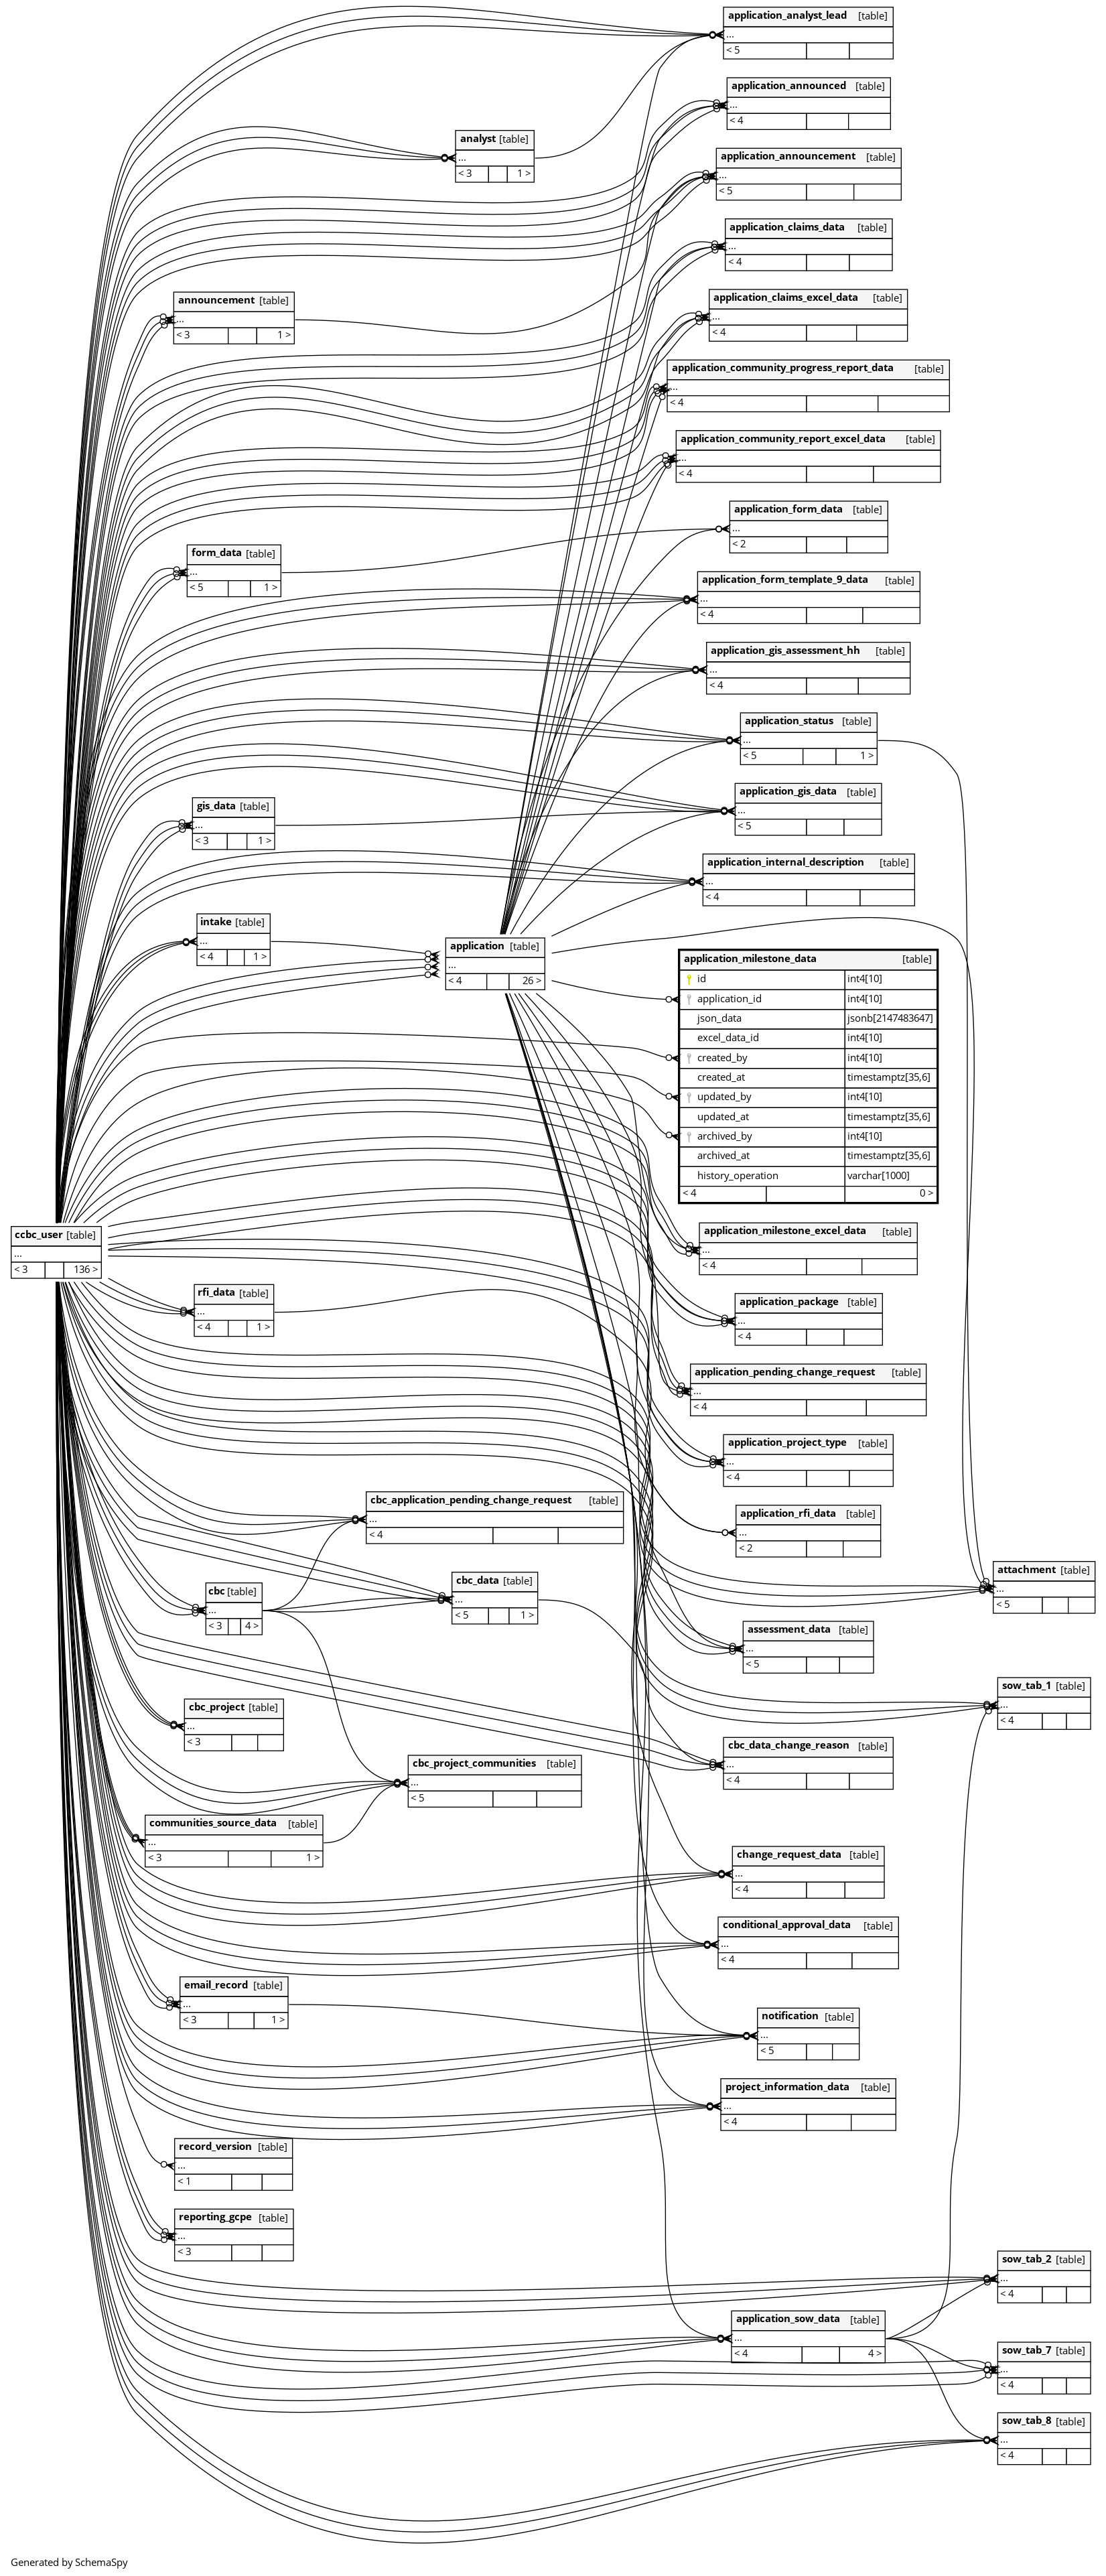 application_analyst_lead [table]
...
< 5
application_announced [table]
...
< 4
analyst [table]
...
< 3 1 >
application_announcement [table]
...
< 5
application_claims_data [table]
...
< 4
announcement [table]
...
< 3 1 >
application_claims_excel_data [table]
...
< 4
application_community_progress_report_data [table]
...
< 4
application_community_report_excel_data [table]
...
< 4
application_form_data [table]
...
< 2
form_data [table]
...
< 5 1 >
application_form_template_9_data [table]
...
< 4
application_gis_assessment_hh [table]
...
< 4
application_status [table]
...
< 5 1 >
application_gis_data [table]
...
< 5
gis_data [table]
...
< 3 1 >
application_internal_description [table]
...
< 4
intake [table]
...
< 4 1 >
application [table]
...
< 4 26 >
application_milestone_data [table]
id int4[10]
application_id int4[10]
json_data jsonb[2147483647]
excel_data_id int4[10]
created_by int4[10]
created_at timestamptz[35,6]
updated_by int4[10]
updated_at timestamptz[35,6]
archived_by int4[10]
archived_at timestamptz[35,6]
history_operation varchar[1000]
< 4 0 >
ccbc_user [table]
...
< 3 136 >
application_milestone_excel_data [table]
...
< 4
rfi_data [table]
...
< 4 1 >
application_package [table]
...
< 4
application_pending_change_request [table]
...
< 4
application_project_type [table]
...
< 4
cbc_application_pending_change_request [table]
...
< 4
application_rfi_data [table]
...
< 2
attachment [table]
...
< 5
cbc_data [table]
...
< 5 1 >
cbc [table]
...
< 3 4 >
assessment_data [table]
...
< 5
sow_tab_1 [table]
...
< 4
cbc_project [table]
...
< 3
cbc_data_change_reason [table]
...
< 4
cbc_project_communities [table]
...
< 5
communities_source_data [table]
...
< 3 1 >
change_request_data [table]
...
< 4
conditional_approval_data [table]
...
< 4
email_record [table]
...
< 3 1 >
notification [table]
...
< 5
project_information_data [table]
...
< 4
record_version [table]
...
< 1
reporting_gcpe [table]
...
< 3
sow_tab_2 [table]
...
< 4
application_sow_data [table]
...
< 4 4 >
sow_tab_7 [table]
...
< 4
sow_tab_8 [table]
...
< 4
Generated by SchemaSpy